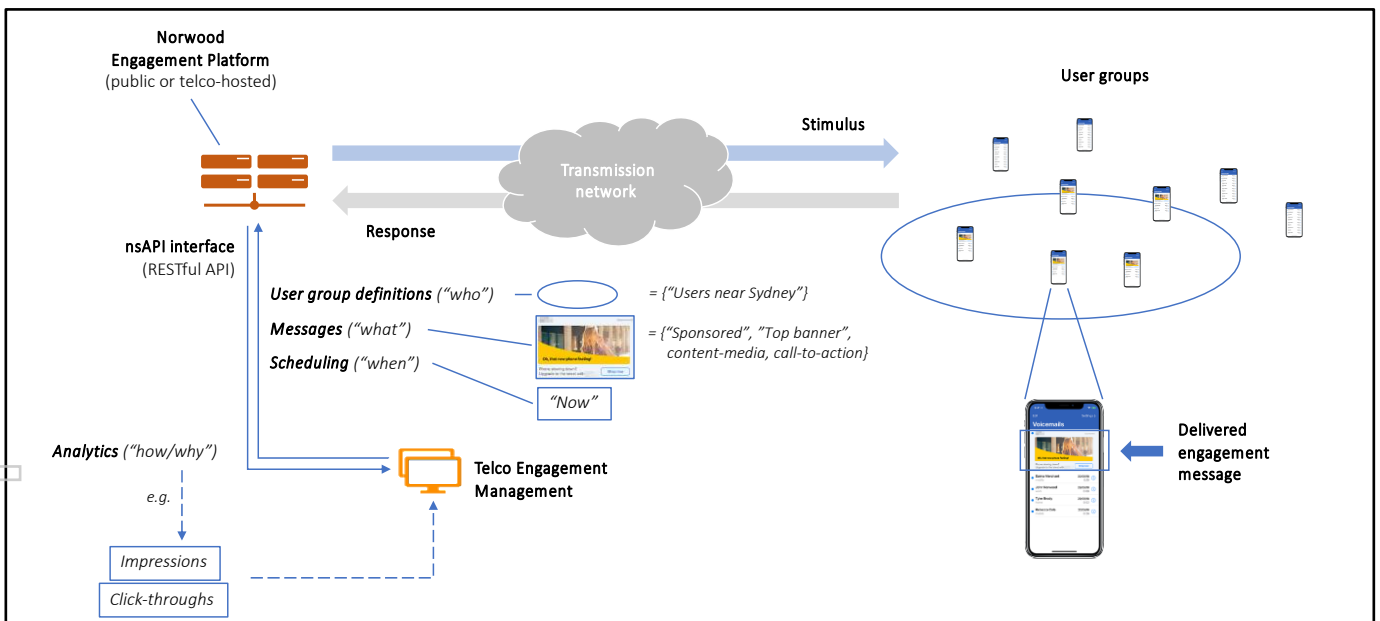 Norwood
Engagement Platform
(public or telco-hosted)
User groups
Stimulus
Transmission
network
Response
nsAPI interface
(RESTful API)
User group definitions (“who”)
= {“Users near Sydney”}
Messages (“what”)
= {“Sponsored”, ”Top banner”,
content-media, call-to-action}
Scheduling (“when”)
“Now”
Analytics (“how/why”)
e.g.
Impressions
Click-throughs
Telco Engagement
Management
Voicemails
Delivered
engagement
message